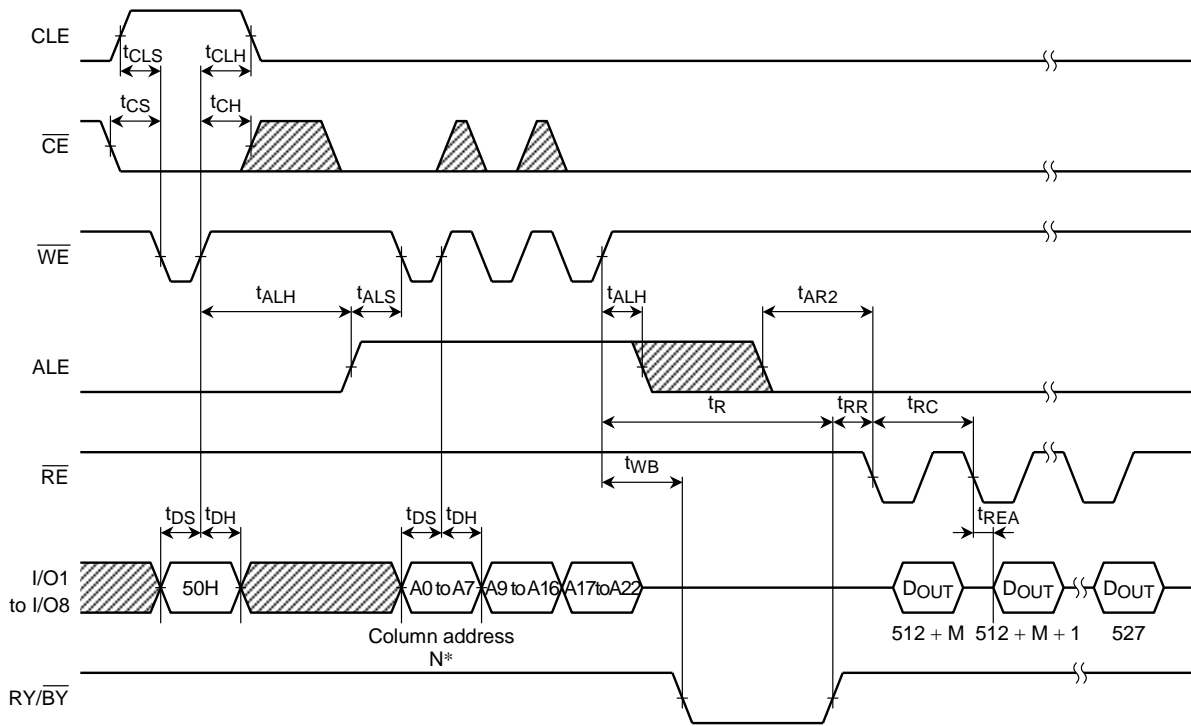 CLE
tCLS
tCLH
tCS
tCH
CE
WE
tALH
tALS
tALH
tAR2
ALE
tR
tRR
tRC
RE
tWB
tDS
tDH
tDS
tDH
tREA
I/O1
to I/O8
50H
A0 to A7
A9 to A16
A17 to A22
DOUT
DOUT
DOUT
512 + M
512 + M + 1
527
Column address
N*
RY/BY